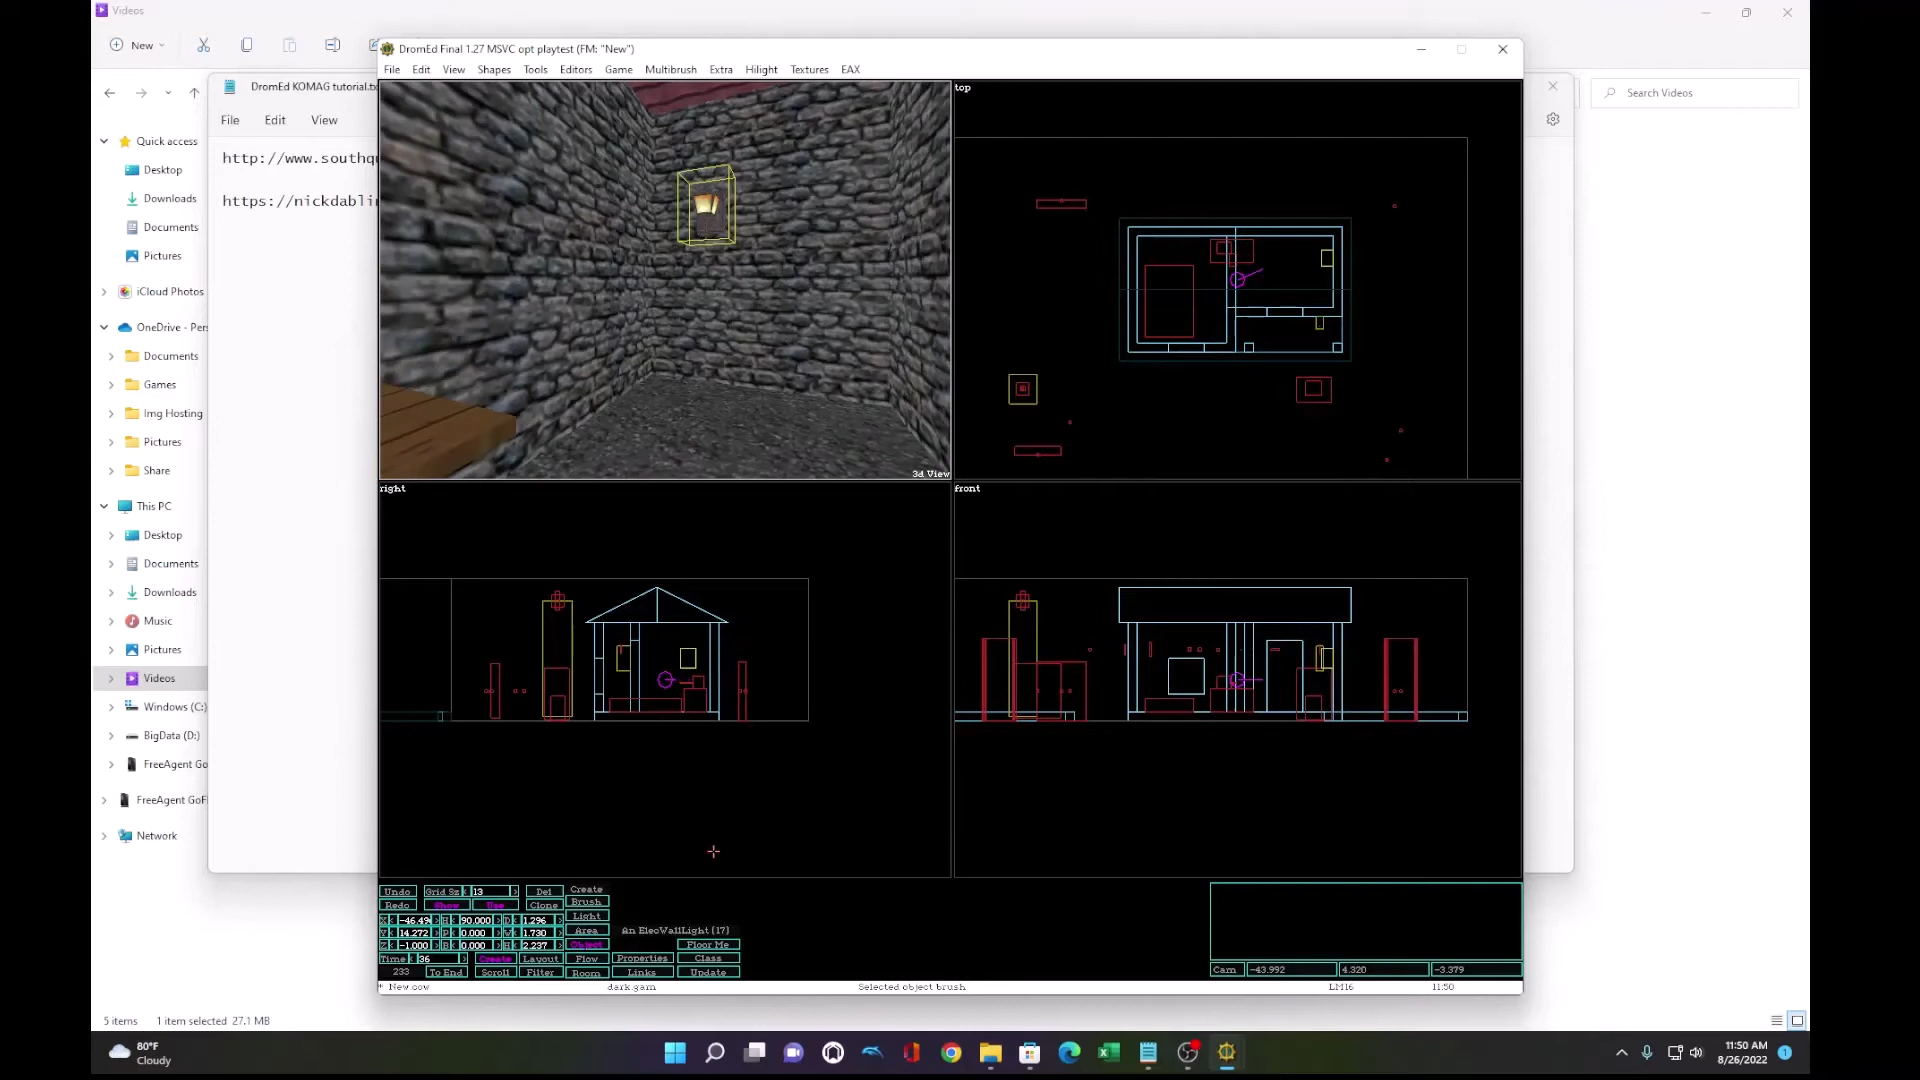 Videos
New
DromEd KOMAG tutorial.tx
File
Edit
View
http://www.southqu
https://nickdablin
Search Videos
Quick access
Desktop
Downloads
Documents
Pictures
iCloud Photos
OneDrive - Pers
Documents
Games
Img Hosting
Pictures
Share
This PC
Desktop
Documents
Downloads
Music
Pictures
Videos
Windows (C:)
BigData (D:)
FreeAgent Go
FreeAgent GoFl
Network
5 items
1 item selected 27.1 MB
DromEd Final 1.27 MSVC opt playtest (FM: "New")
File Edit View Shapes Tools Editors Game Multibrush Extra Hilight Textures EAX
3d View
top
right
front
Undo Grid Sz < 13 > Del Create
Redo Show Use Clone Brush
X < -46.49 > H < 90.000 > D < 1.296 > Light
Y < 14.272 > P < 0.000 > W < 1.730 > Area An ElecWallLight (17)
Z < -1.000 > B < 0.000 > H < 2.237 > Object Floor Me
Time < 36 > Create Layout Flow Properties Class
233 To End Scroll Filter Room Links Update
Cam -43.992 4.320 -3.379
* New.cow dark.gam Selected object brush LM16 11:50
80°F
Cloudy
11:50 AM
8/26/2022
1